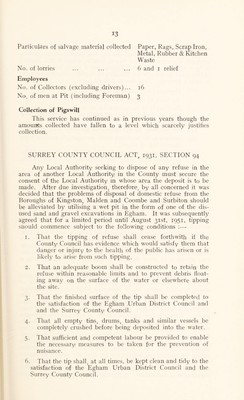 13
Particulars of salvage material collected Paper, Rags, Scrap Iron,
Metal, Rubber & Kitchen
Waste
No. of lorries ... ... ... 6 and 1 relief
Employees
No. of Collectors (excluding drivers)... 16
No. of men at Pit (including Foreman) 3
Collection of Pigswill
This service has continued as in previous years though the
amounts collected have fallen to a level which scarcely justifies
collection.
SURREY COUNTY COUNCIL ACT, 1931, SECTION 94
Any Local Authority seeking to dispose of any refuse in the
area of another Local Authority in the County must secure the
consent of the Local Authority in whose area the deposit is to be
made. After due investigation, therefore, by all concerned it was
decided that the problems of disposal of domestic refuse from the
Boroughs of Kingston, Malden and Coombe and Surbiton should
be alleviated by utilising a wet pit in the form of one of the dis-
used sand and gravel excavations in Egham. It was subsequently
agreed that for a limited period until August 31st, 1951, tipping
should commence subject to the following conditions :—
1. That the tipping of refuse shall cease forthwith if the
County Council has evidence which would satisfy them that
danger or injury to the health of the public has arisen or is
likely to arise from such tipping.
2. That an adequate boom shall be constructed to retain the
refuse within reasonable limits and to prevent debris float-
ing away on the surface of the water or elsewhere about
the site.
3. That the finished surface of the tip shall be completed to
the satisfaction of the Egham Urban District Council and
and the Surrey County Council.
4. That all empty tins, drums, tanks and similar vessels be
completely crushed before being deposited into the water.
5. That sufficient and competent labour be provided to enable
the necessary measures to be taken for the prevention of
nuisance.
6. That the tip shall, at all times, be kept clean and tidy to the
satisfaction of the Egham Urban District Council and the
Surrey County Council.